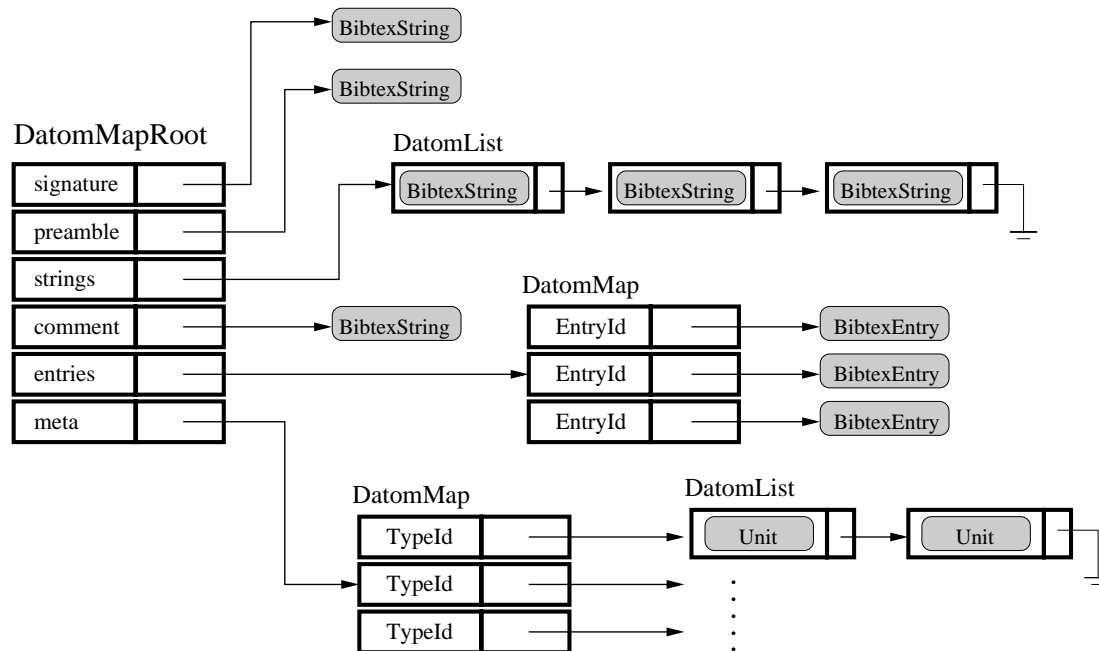 BibtexString
BibtexString
DatomMapRoot
DatomList
signature
BibtexString BibtexString BibtexString
preamble
strings
DatomMap
comment BibtexString EntryId BibtexEntry
entries EntryId BibtexEntry
meta EntryId BibtexEntry
DatomMap DatomList
TypeId Unit Unit
TypeId
TypeId